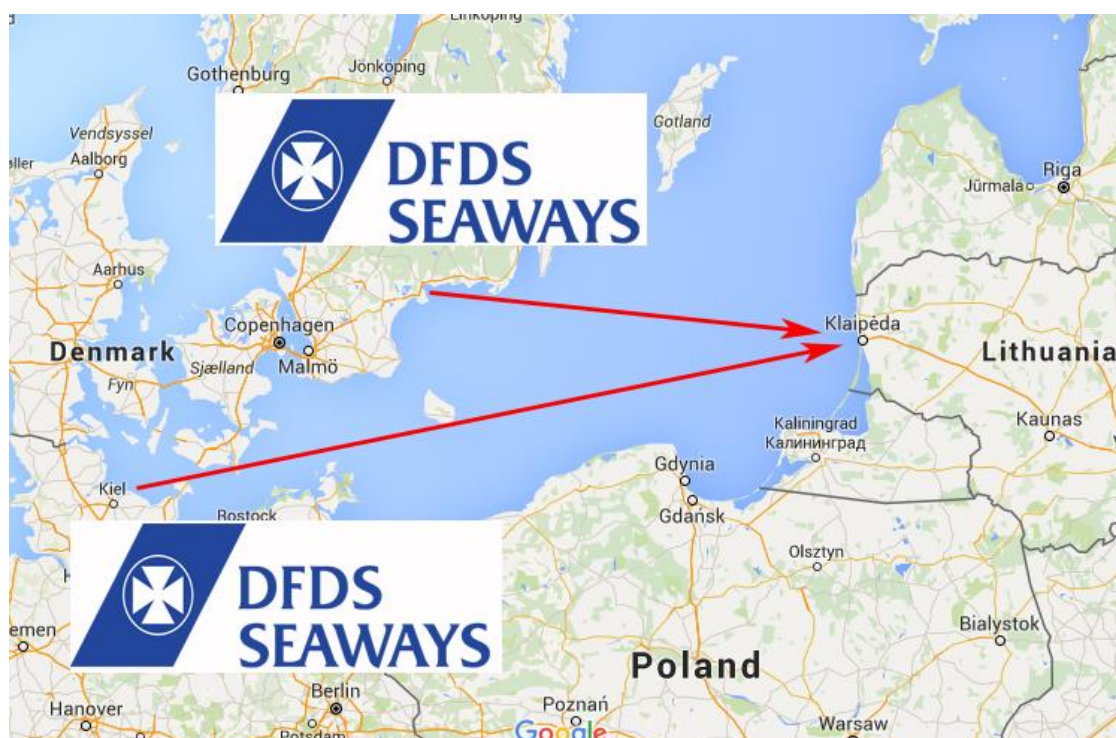 Linköping
Jönköping
Gothenburg
Gotland
Vendsyssel
Aalborg
Riga
Jūrmala
DFDS
SEAWAYS
Aarhus
Copenhagen
Klaipėda
Denmark
Sjælland
Malmö
Lithuania
Fyn
Kaliningrad
Калининград
Kaunas
Gdynia
Kiel
Gdańsk
Rostock
Olsztyn
DFDS
SEAWAYS
Bialystok
Poland
Berlin
Hanover
Potsdam
Poznań
Google
Warsaw